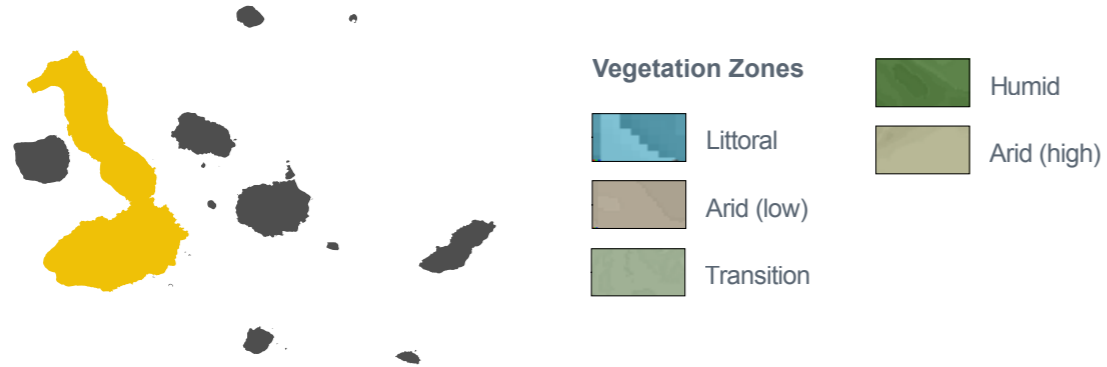 Vegetation Zones
Littoral
Arid (low)
Transition
Humid
Arid (high)